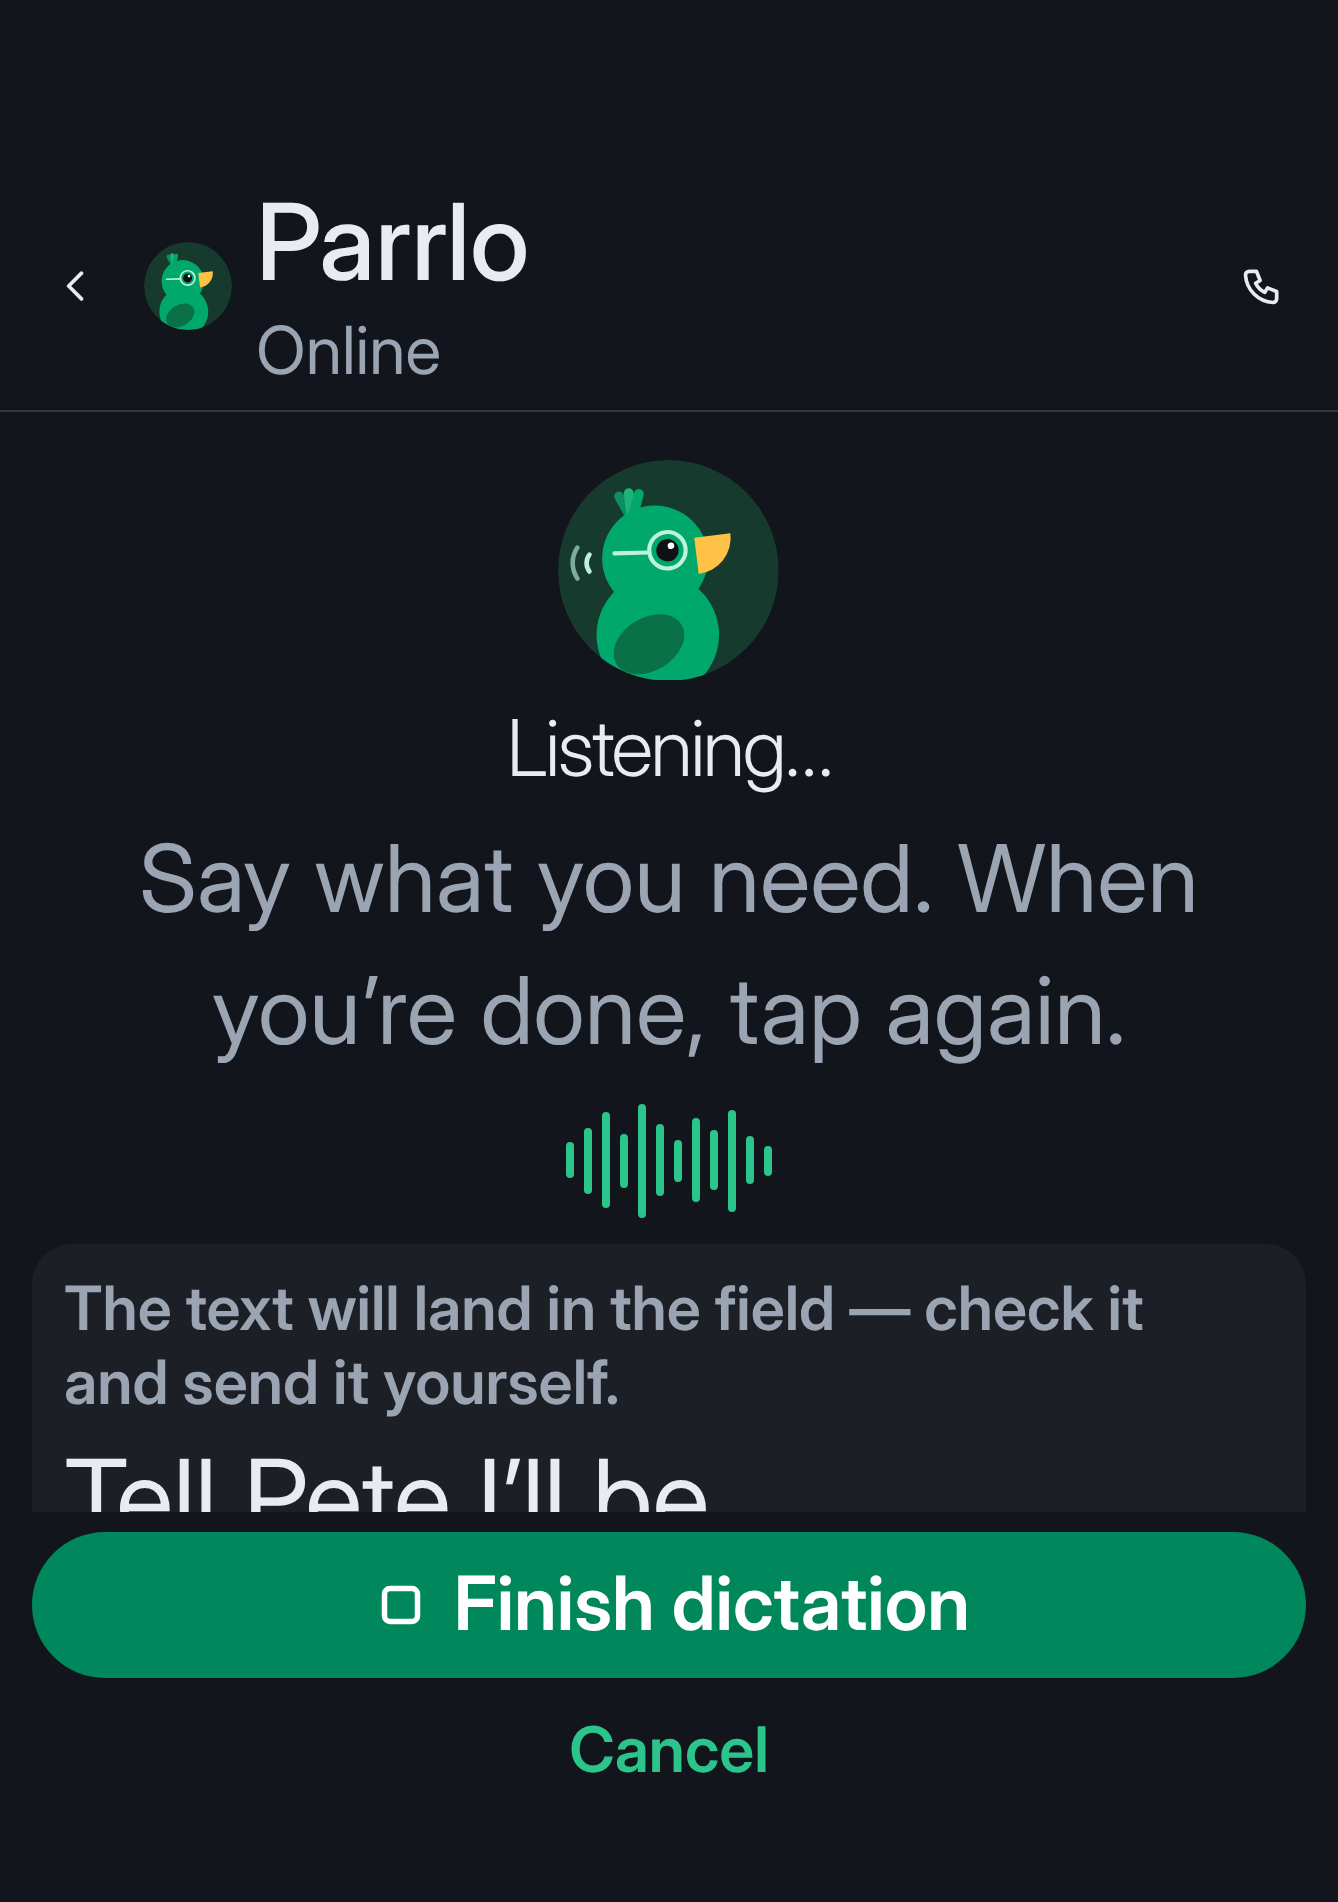 Parrlo
Online
Listening...
Say what you need. When
you’re done, tap again.
The text will land in the field — check it
and send it yourself.
Tell Pete I’ll be
Finish dictation
Cancel